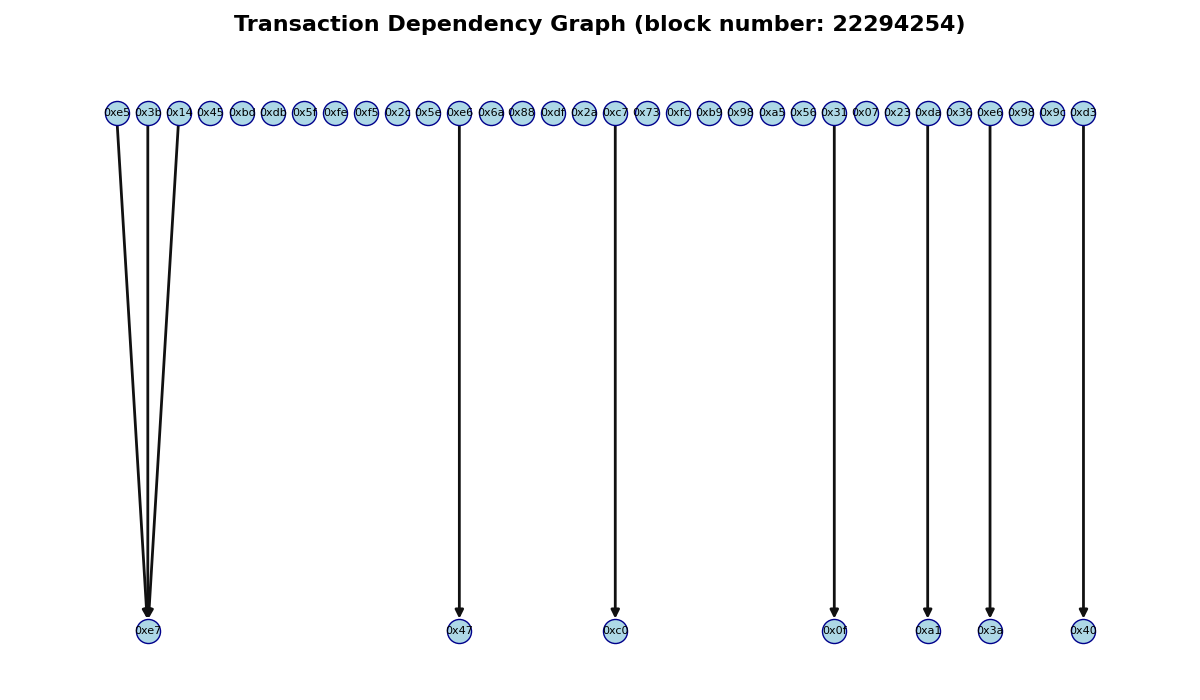 Transaction Dependency Graph (block number: 22294254)
0xe5 0x3b 0x14 0x45 0xbd 0xdb 0x5f 0xfe 0xf5 0x2c 0x5e 0xe6 0x6a 0x88 0xdf 0x2a 0xc7 0x73 0xfc 0xb9 0x98 0xa5 0x56 0x31 0x07 0x23 0xda 0x36 0xe6 0x98 0x9c 0xd3
0xe7 0x47 0xc0 0x0f 0xa1 0x3a 0x40